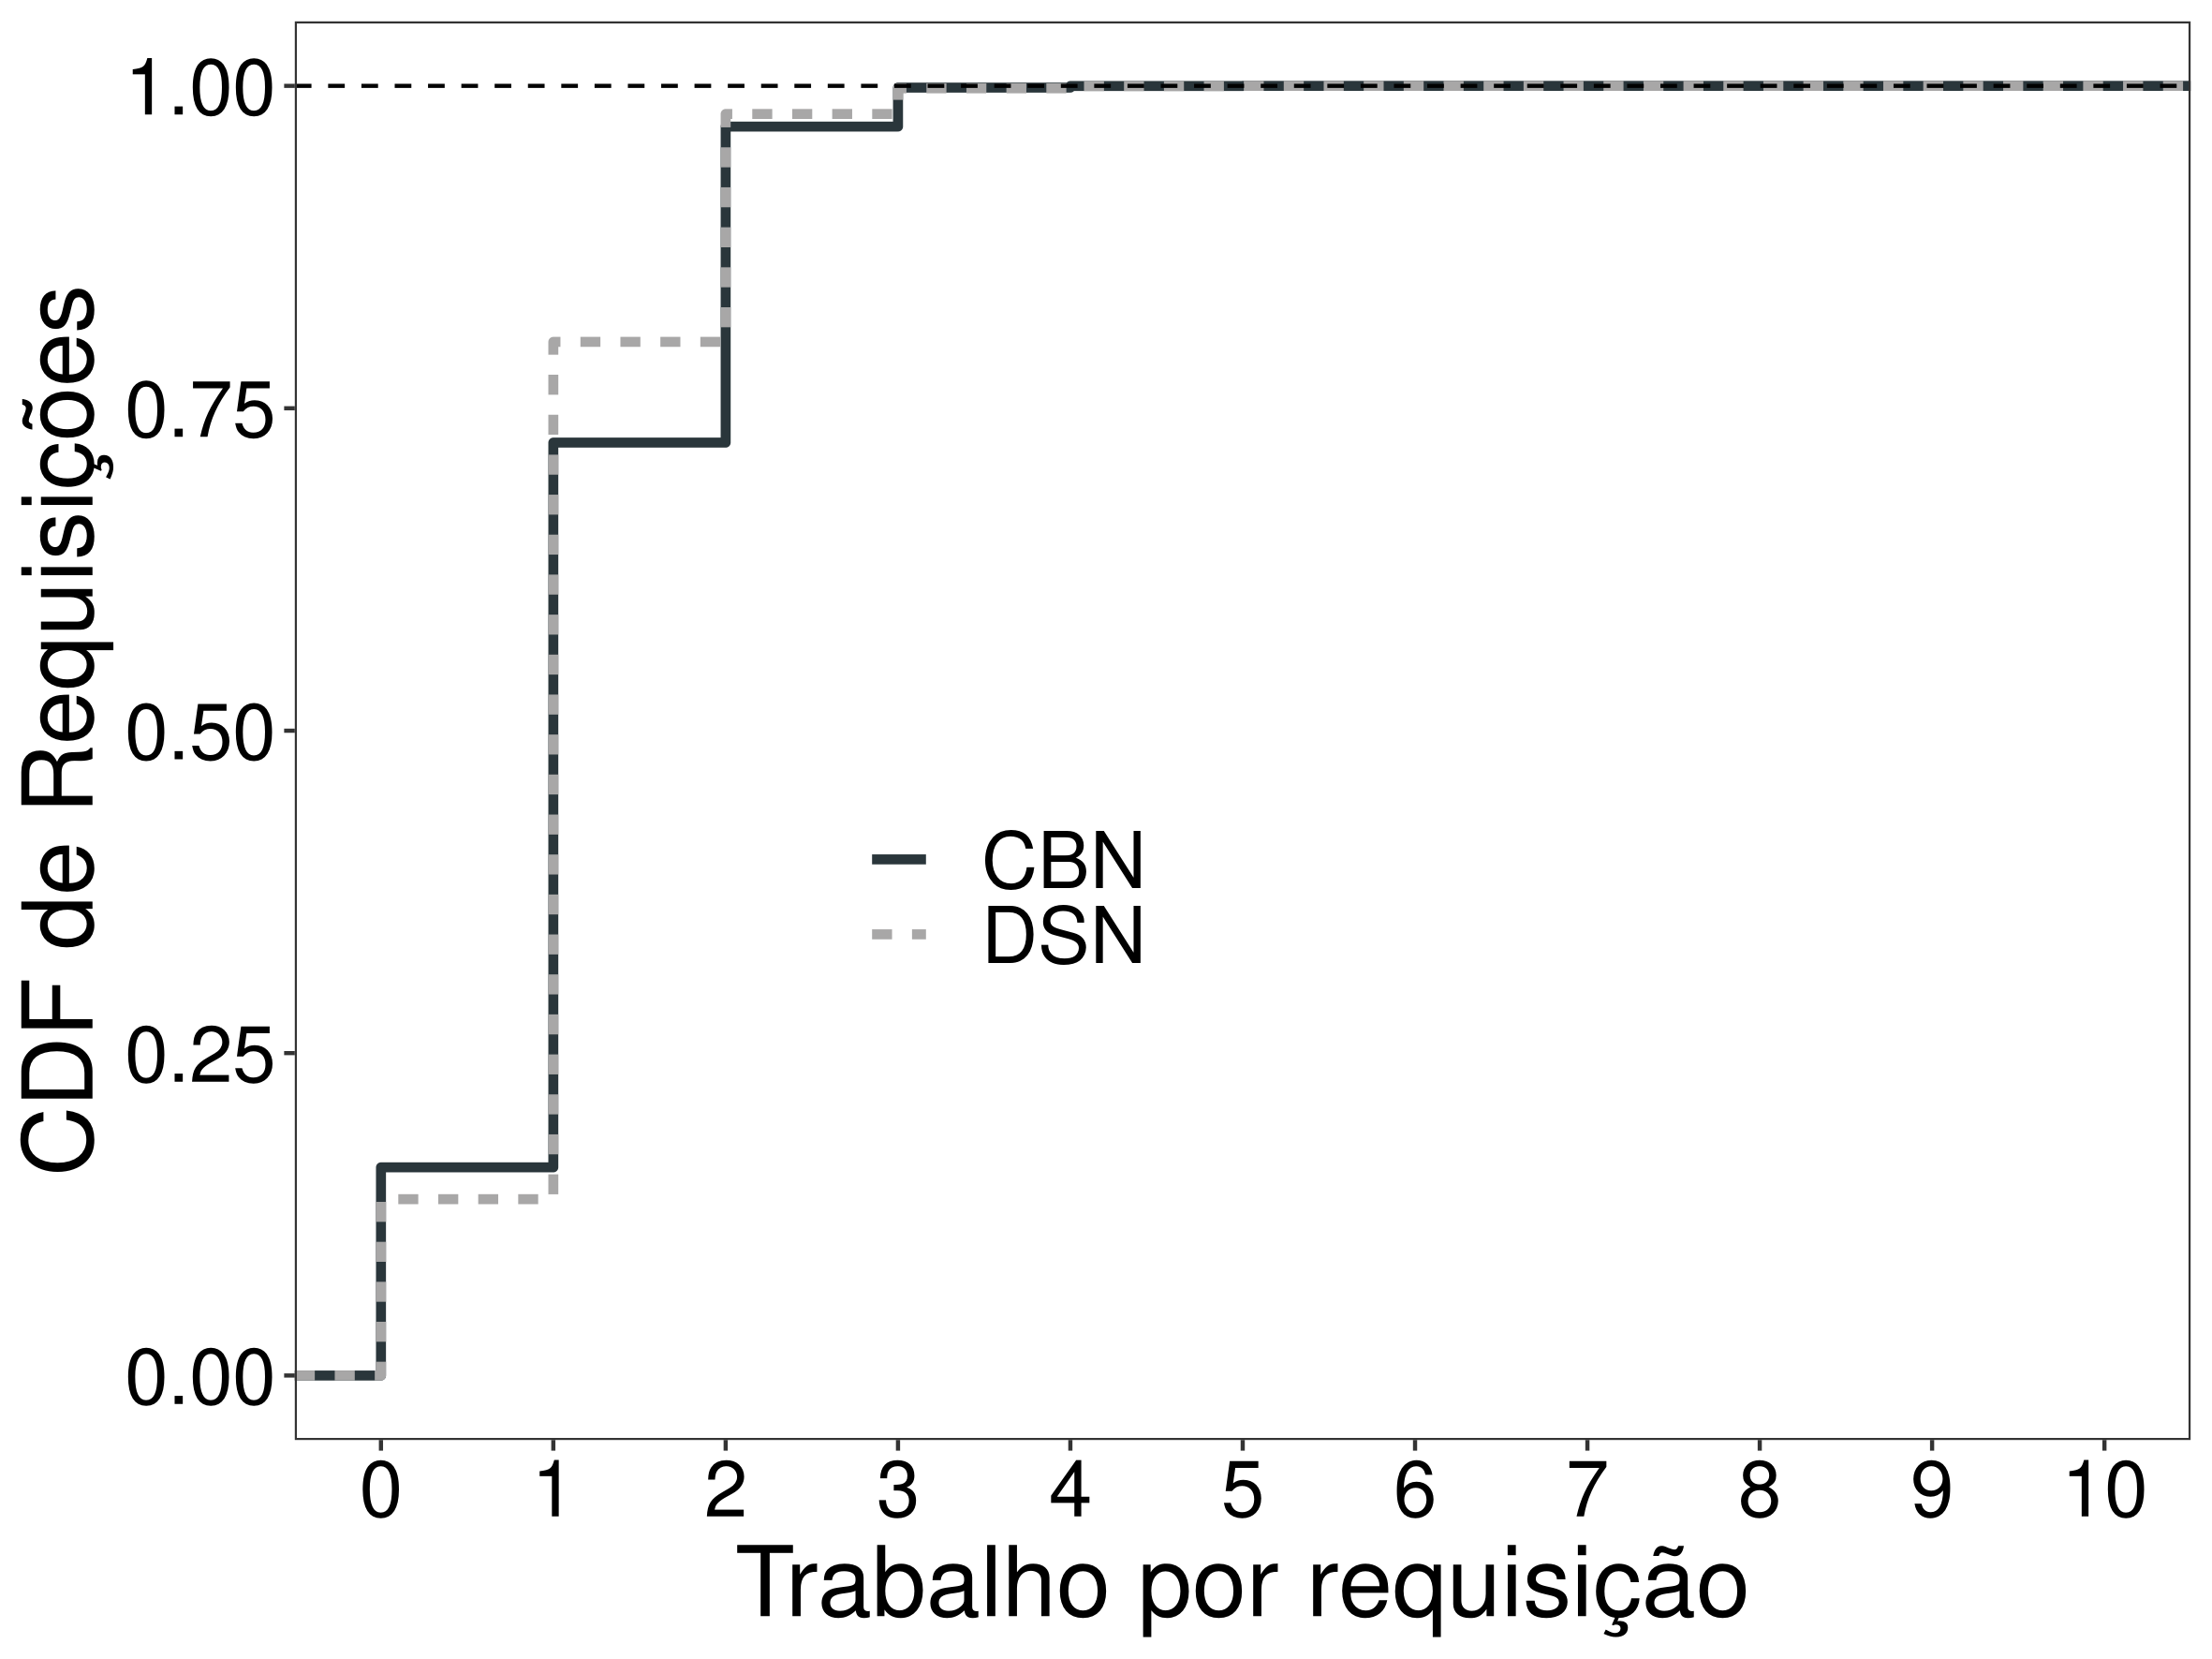 CDF de Requisições
1.00
0.75
0.50
0.25
0.00
CBN
DSN
0 1 2 3 4 5 6 7 8 9 10
Trabalho por requisição